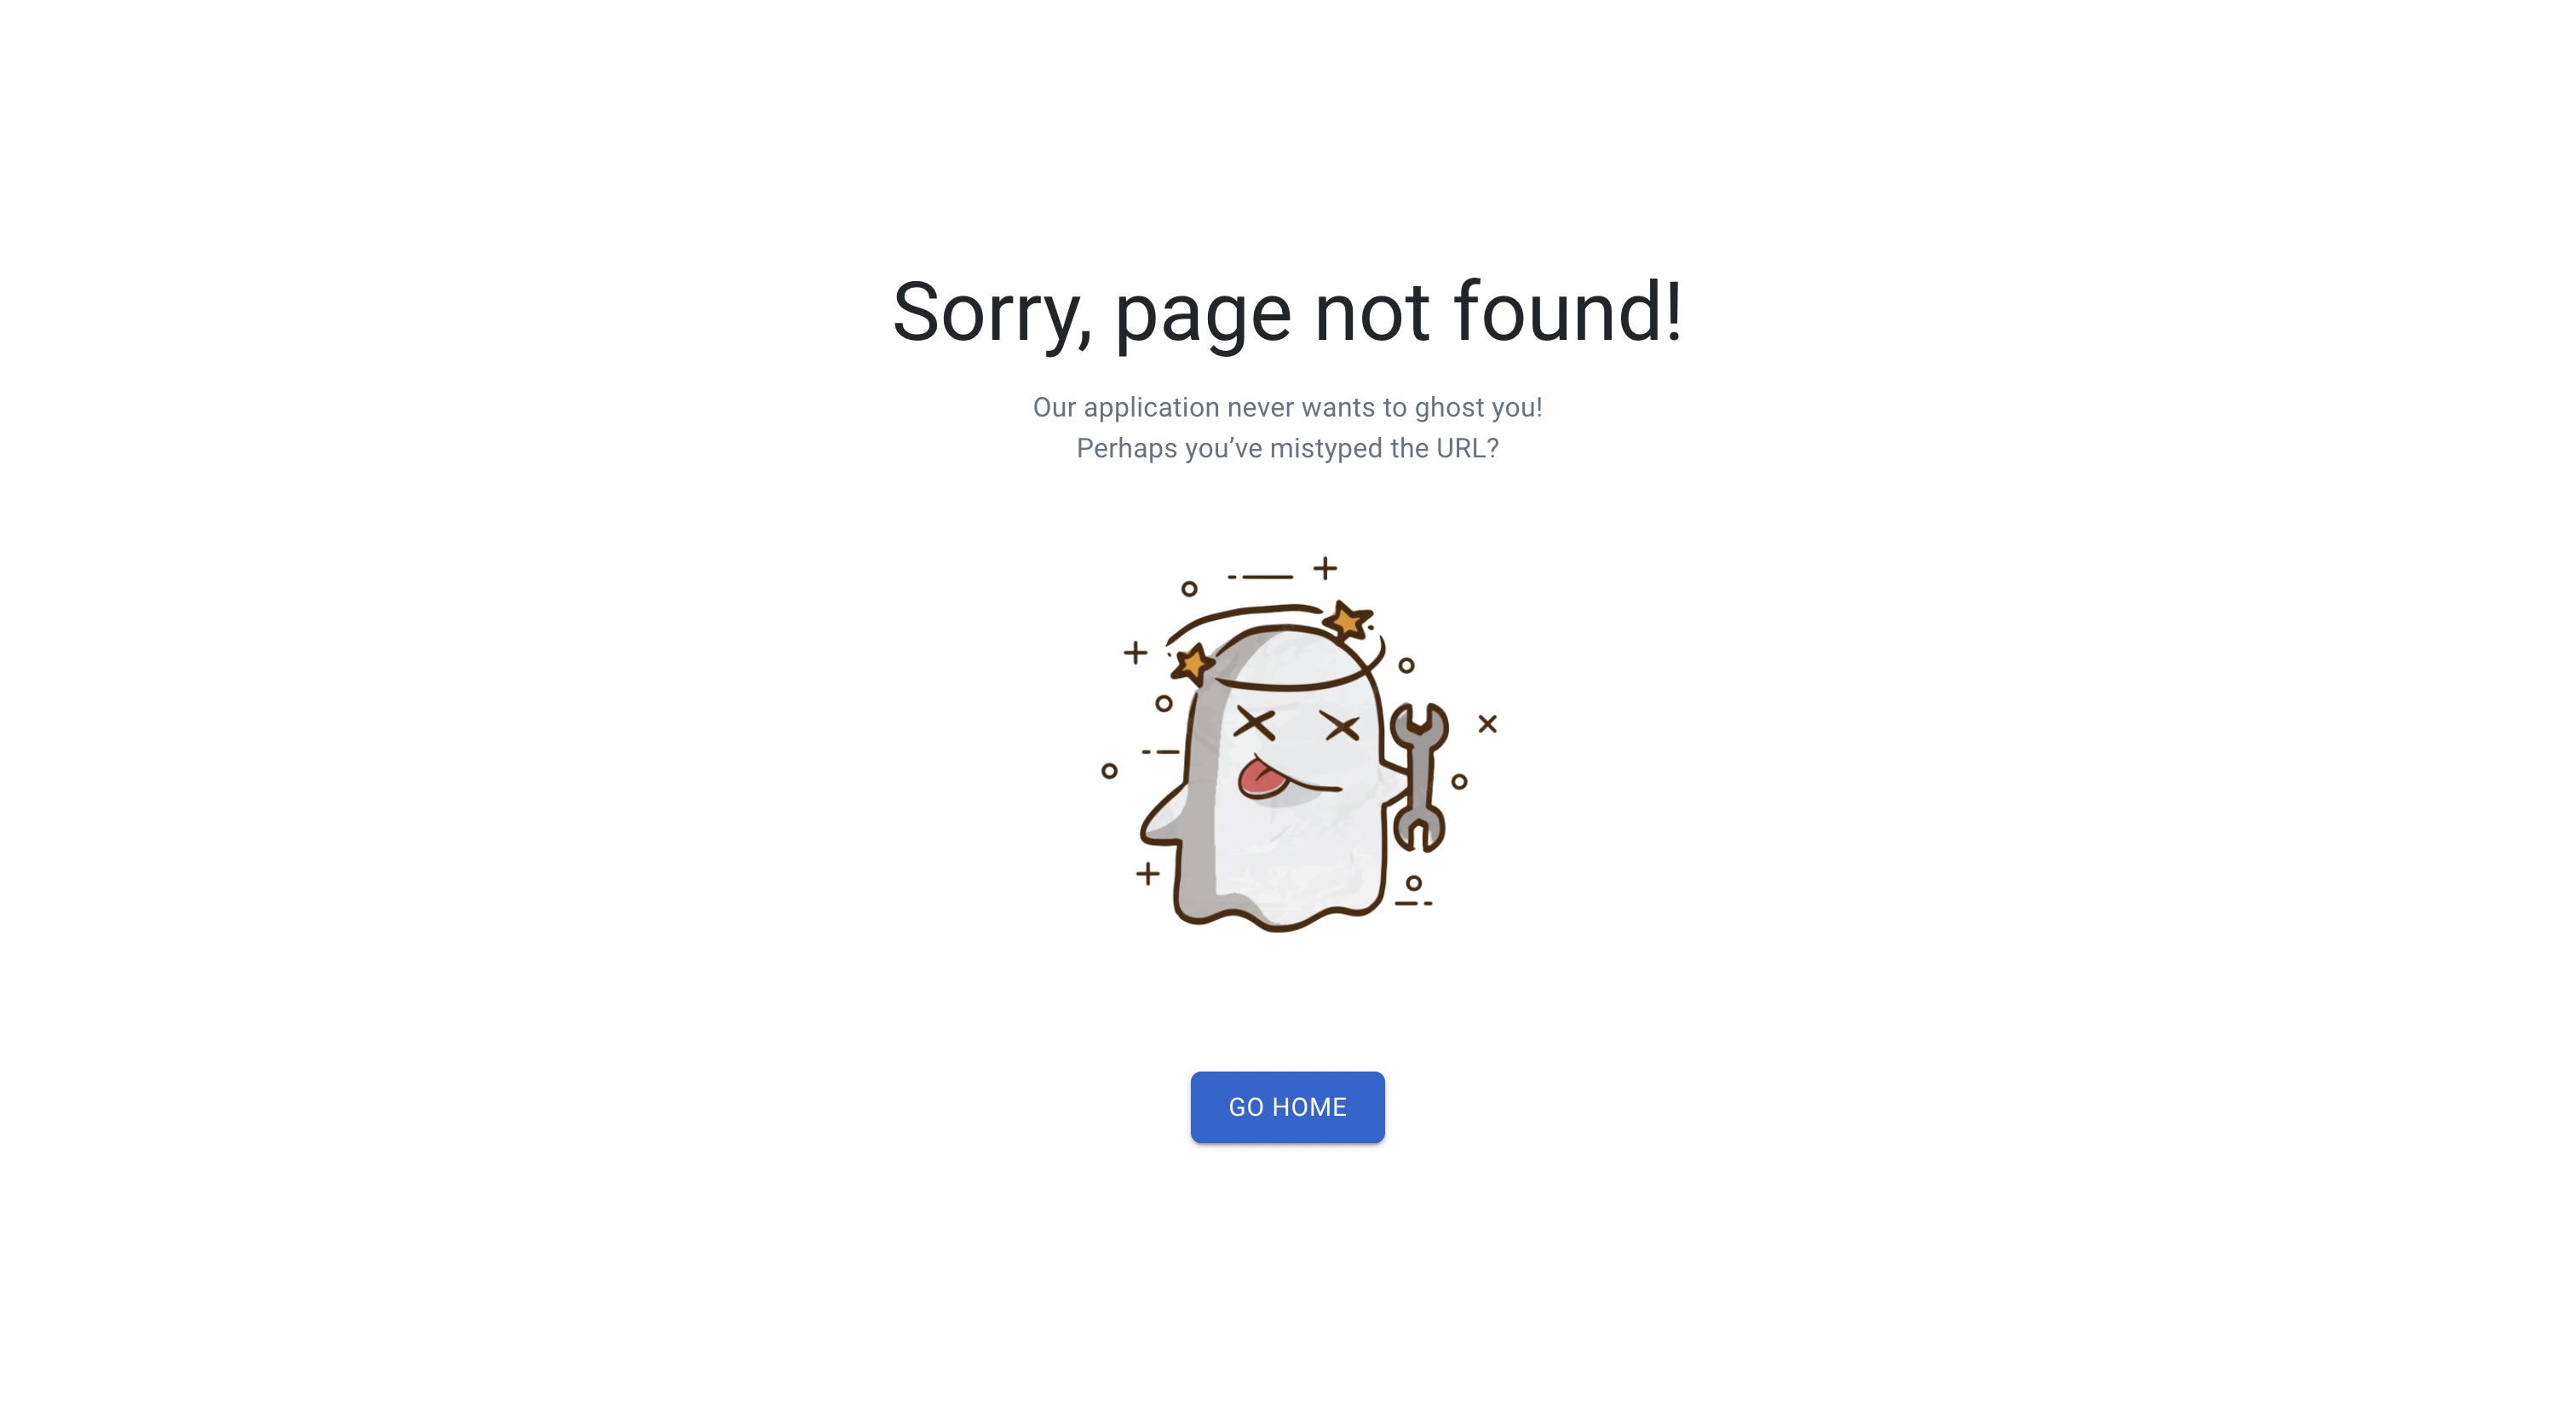 Sorry, page not found!
Our application never wants to ghost you!
Perhaps you’ve mistyped the URL?
GO HOME